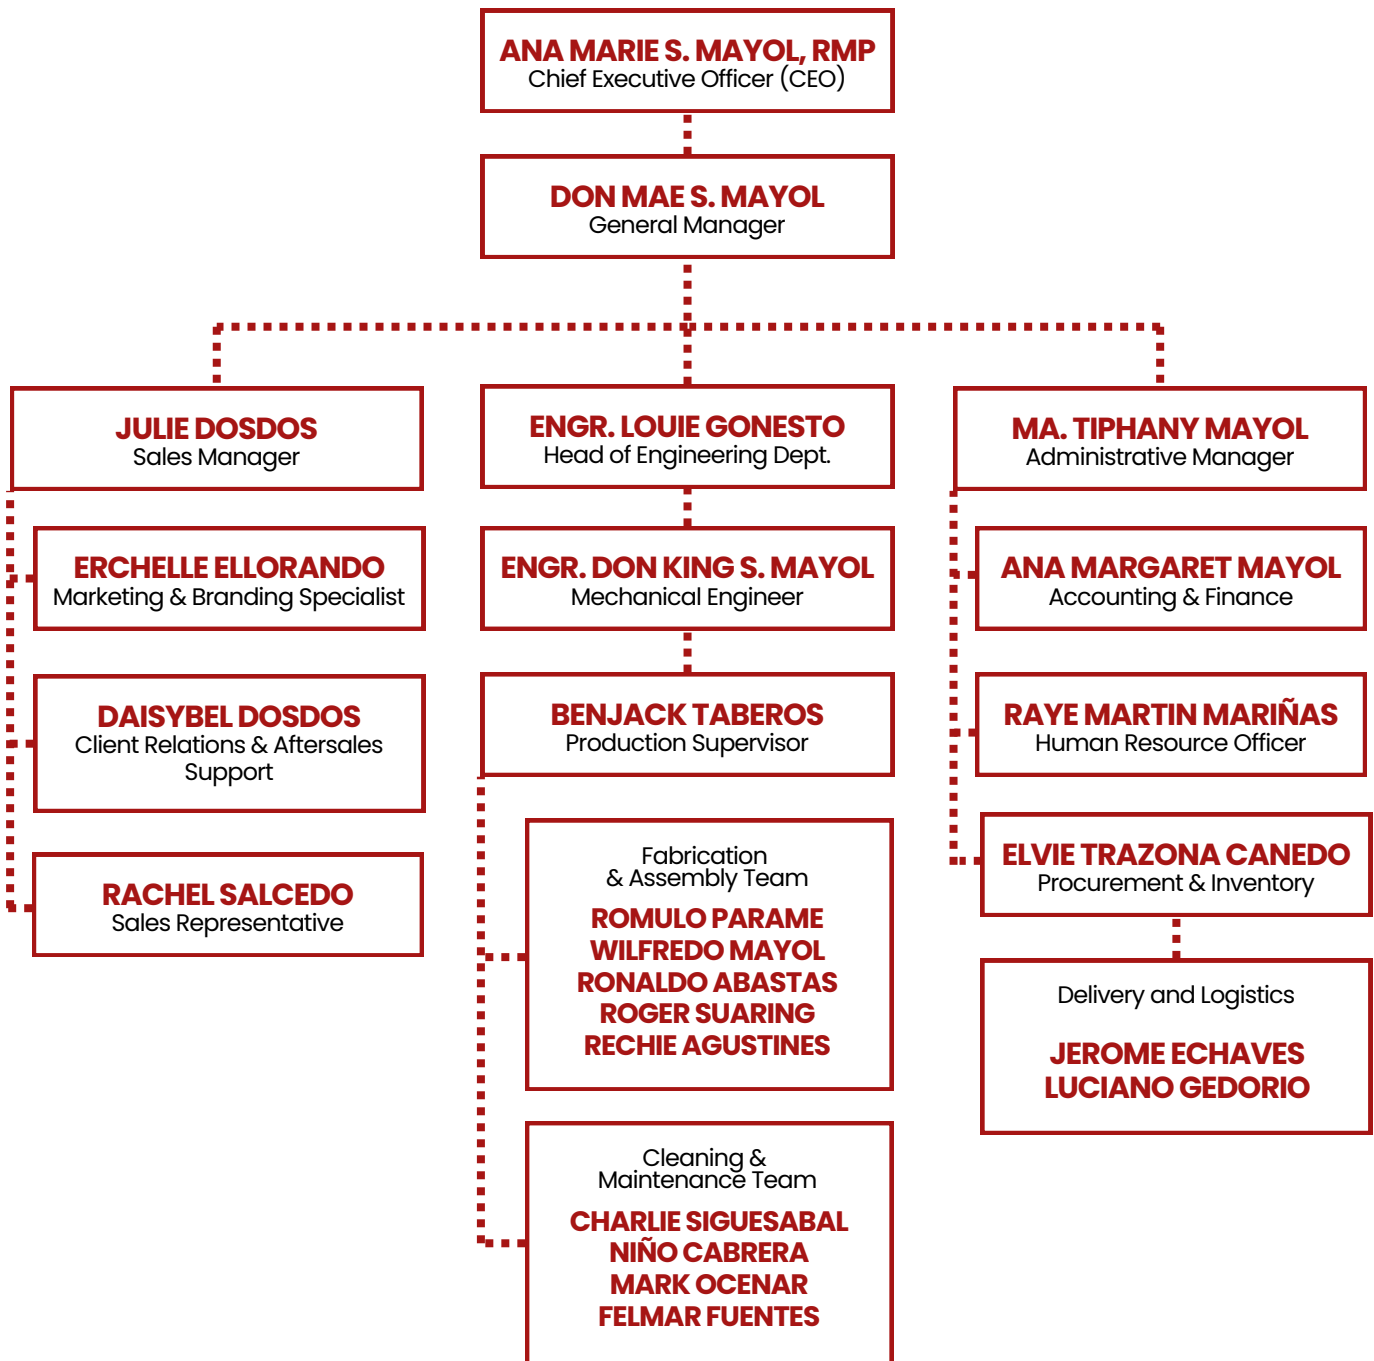 ANA MARIE S. MAYOL, RMP
Chief Executive Officer (CEO)
DON MAE S. MAYOL
General Manager
JULIE DOSDOS
Sales Manager
ERCHELLE ELLORANDO
Marketing & Branding Specialist
DAISYBEL DOSDOS
Client Relations & Aftersales
Support
RACHEL SALCEDO
Sales Representative
ENGR. LOUIE GONESTO
Head of Engineering Dept.
ENGR. DON KING S. MAYOL
Mechanical Engineer
BENJACK TABEROS
Production Supervisor
Fabrication
& Assembly Team
ROMULO PARAME
WILFREDO MAYOL
RONALDO ABASTAS
ROGER SUARING
RECHIE AGUSTINES
Cleaning &
Maintenance Team
CHARLIE SIGUESABAL
NIÑO CABRERA
MARK OCENAR
FELMAR FUENTES
MA. TIPHANY MAYOL
Administrative Manager
ANA MARGARET MAYOL
Accounting & Finance
RAYE MARTIN MARIÑAS
Human Resource Officer
ELVIE TRAZONA CANEDO
Procurement & Inventory
Delivery and Logistics
JEROME ECHAVES
LUCIANO GEDORIO